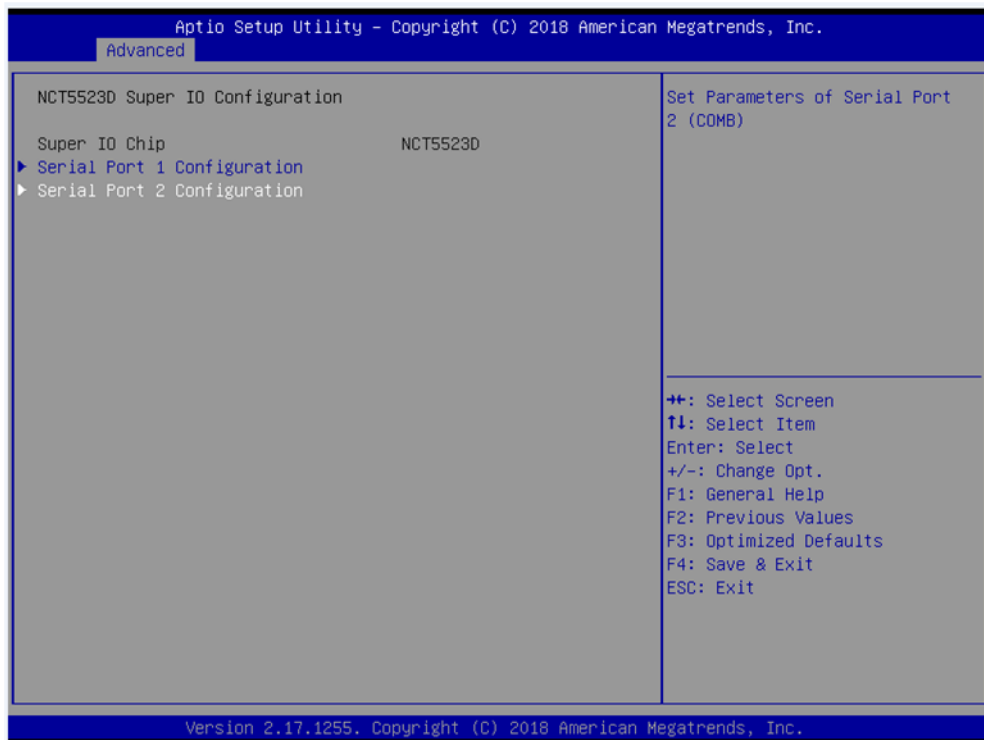 Aptio Setup Utility – Copyright (C) 2018 American Megatrends, Inc.
Advanced
NCT5523D Super IO Configuration
Super IO Chip NCT5523D
▶ Serial Port 1 Configuration
▶ Serial Port 2 Configuration
Set Parameters of Serial Port
2 (COMB)
→←: Select Screen
↑↓: Select Item
Enter: Select
+/-: Change Opt.
F1: General Help
F2: Previous Values
F3: Optimized Defaults
F4: Save & Exit
ESC: Exit
Version 2.17.1255. Copyright (C) 2018 American Megatrends, Inc.